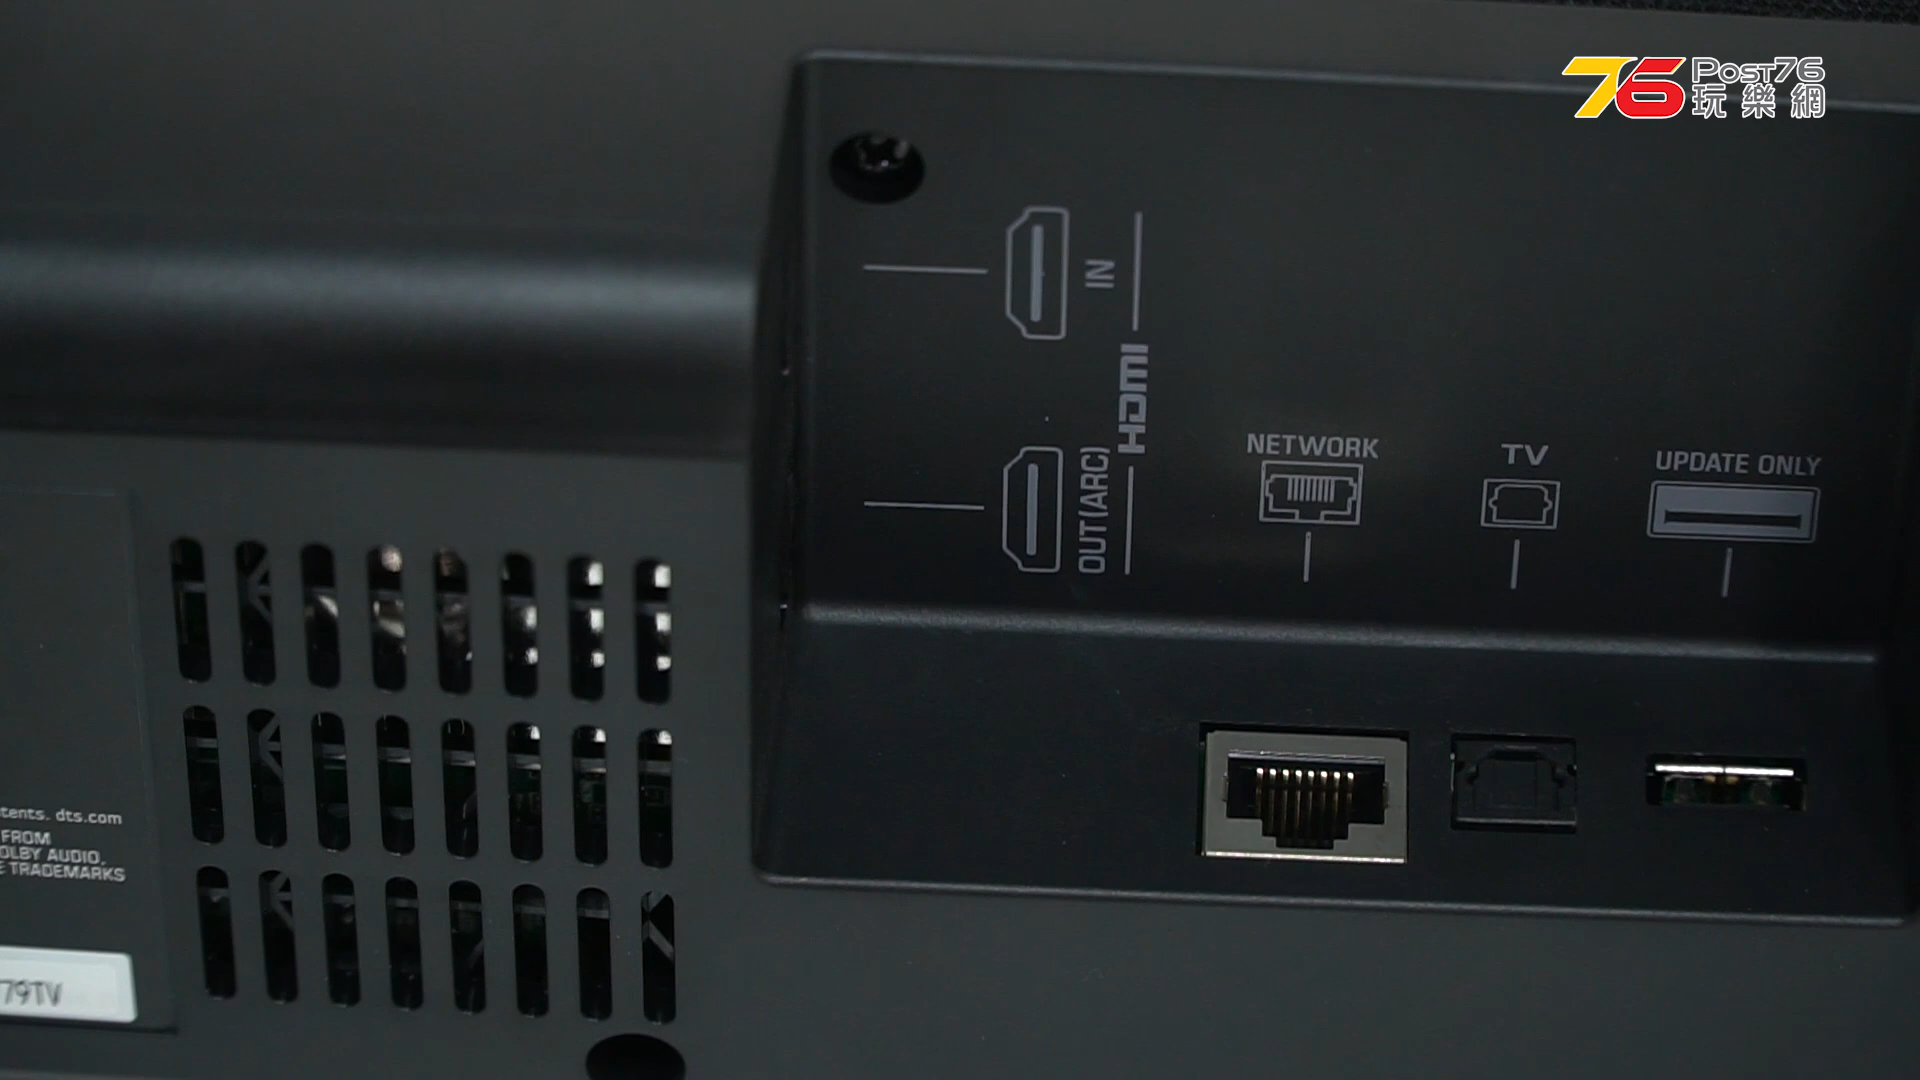 76 Post76
玩樂網
IN
HDMI
OUT(ARC)
NETWORK
TV
UPDATE ONLY
tents. dts.com
FROM
OLBY AUDIO,
E TRADEMARKS
79TV